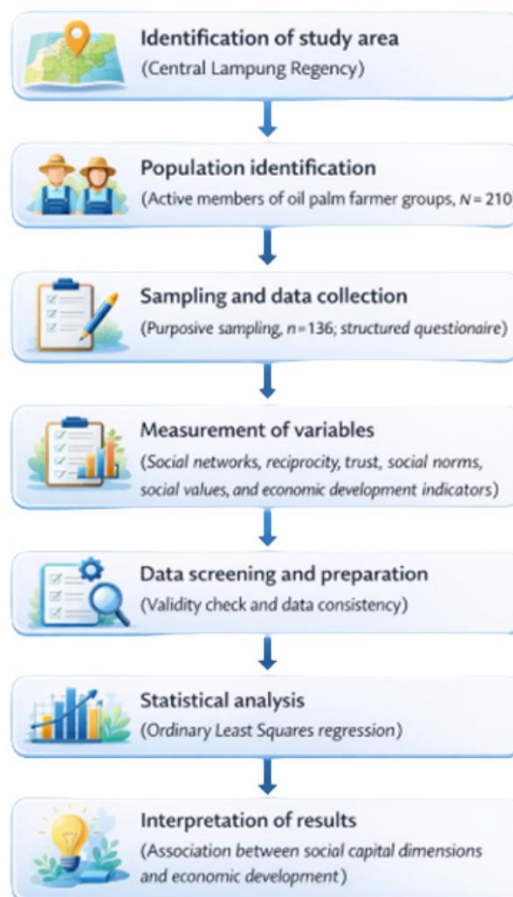 Identification of study area
(Central Lampung Regency)
Population identification
(Active members of oil palm farmer groups, N = 210)
Sampling and data collection
(Purposive sampling, n=136; structured questionaire)
Measurement of variables
(Social networks, reciprocity, trust, social norms,
social values, and economic development indicators)
Data screening and preparation
(Validity check and data consistency)
Statistical analysis
(Ordinary Least Squares regression)
Interpretation of results
(Association between social capital dimensions
and economic development)